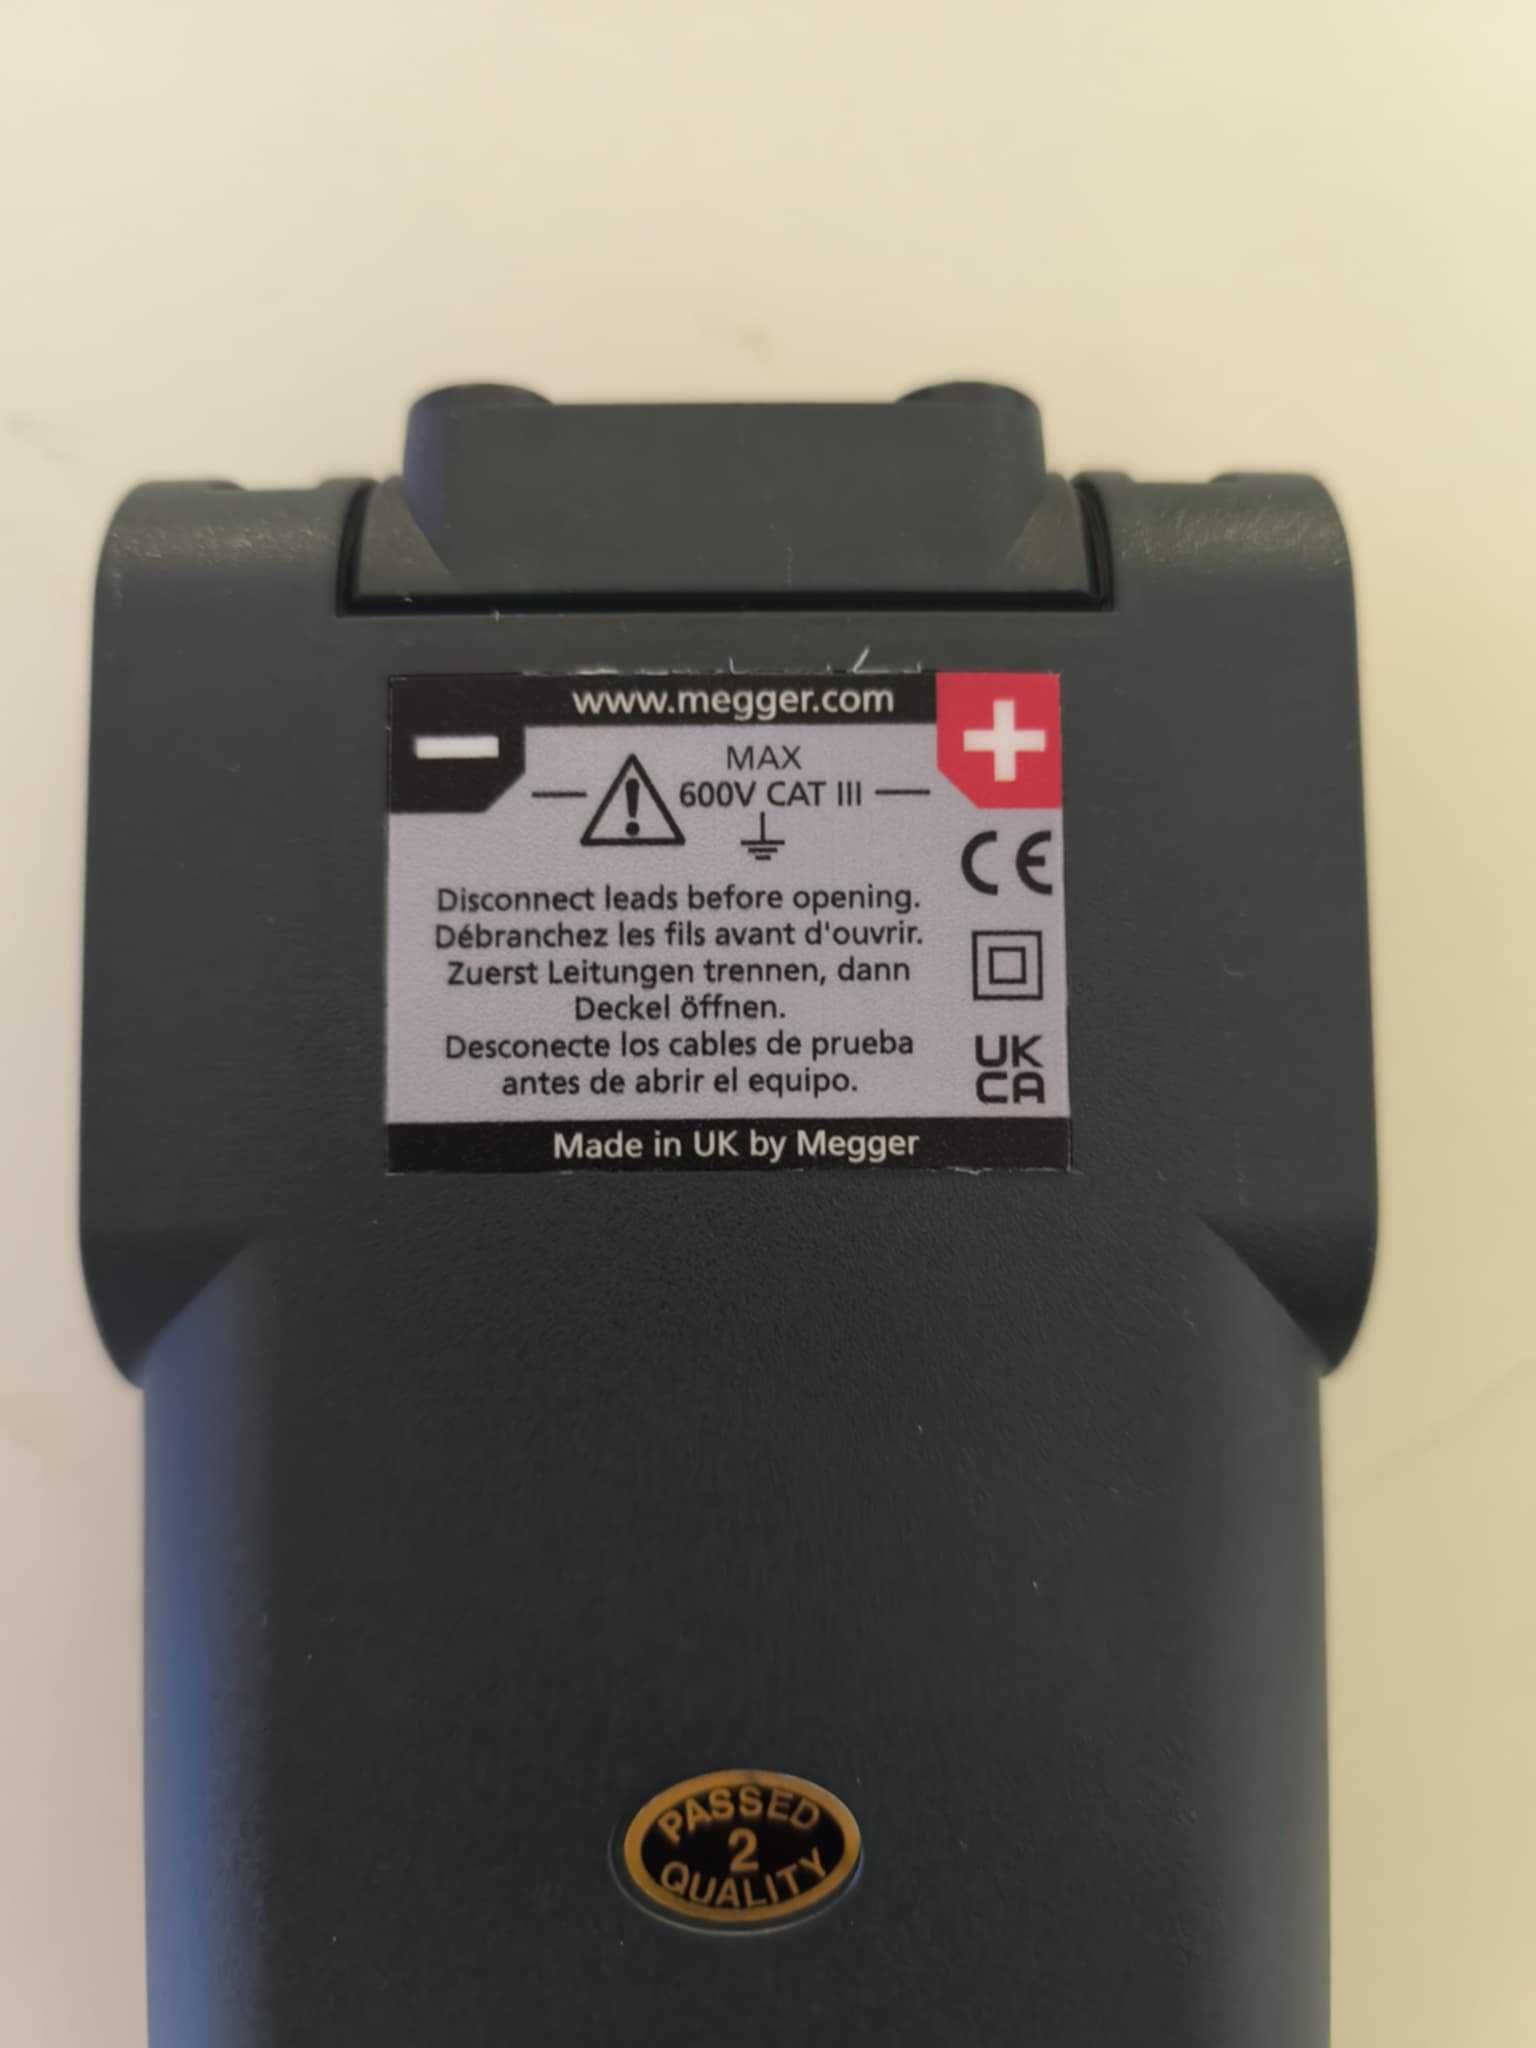 www.megger.com
MAX
600V CAT III
Disconnect leads before opening.
Débranchez les fils avant d'ouvrir.
Zuerst Leitungen trennen, dann
Deckel öffnen.
Desconecte los cables de prueba
antes de abrir el equipo.
CE
UK
CA
Made in UK by Megger
PASSED
2
QUALITY